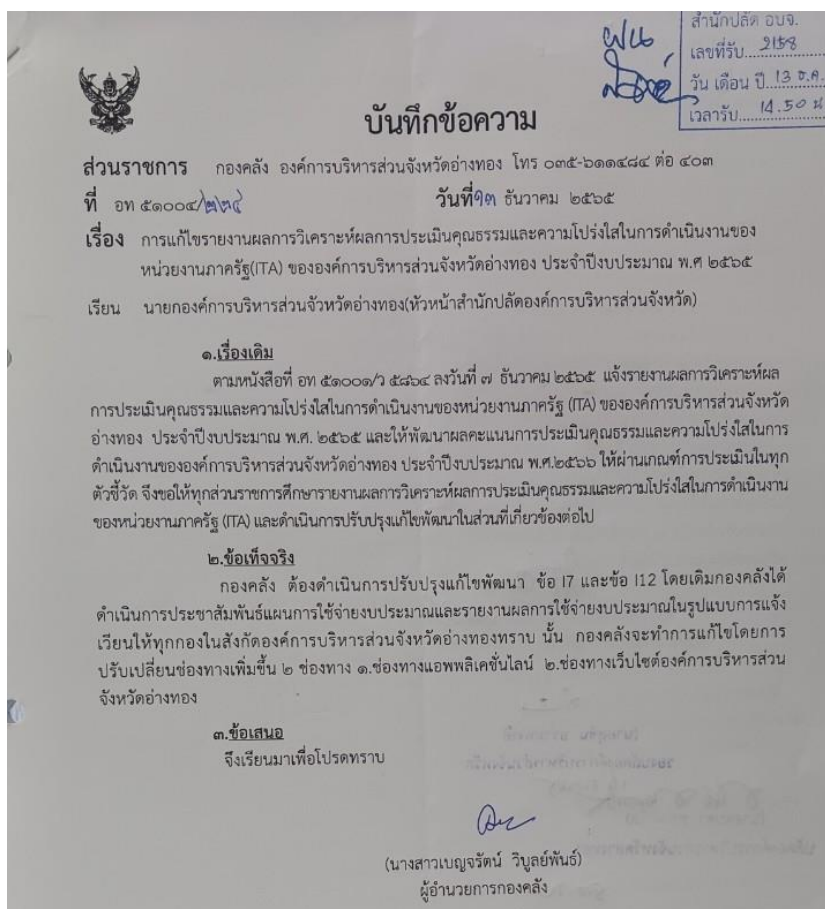 สำนักปลัด อบจ.
เลขที่รับ...2158
วัน เดือน ปี..13 ธ.ค.
เวลารับ.....14.50 น
บันทึกข้อความ
ส่วนราชการ กองคลัง องค์การบริหารส่วนจังหวัดอ่างทอง โทร ๐๓๕-๖๑๑๔๘๔ ต่อ ๔๐๓
ที่ อท ๕๑๐๐๔/๒๒๔ วันที่ ๑๓ ธันวาคม ๒๕๖๕
เรื่อง การแก้ไขรายงานผลการวิเคราะห์ผลการประเมินคุณธรรมและความโปร่งใสในการดำเนินงานของ
หน่วยงานภาครัฐ(ITA) ขององค์การบริหารส่วนจังหวัดอ่างทอง ประจำปีงบประมาณ พ.ศ ๒๕๖๕
เรียน นายกองค์การบริหารส่วนจัวหวัดอ่างทอง(หัวหน้าสำนักปลัดองค์การบริหารส่วนจังหวัด)
๑.เรื่องเดิม
ตามหนังสือที่ อท ๕๑๐๐๑/ว ๕๘๖๔ ลงวันที่ ๗ ธันวาคม ๒๕๖๕ แจ้งรายงานผลการวิเคราะห์ผล
การประเมินคุณธรรมและความโปร่งใสในการดำเนินงานของหน่วยงานภาครัฐ (ITA) ขององค์การบริหารส่วนจังหวัด
อ่างทอง ประจำปีงบประมาณ พ.ศ. ๒๕๖๕ และให้พัฒนาผลคะแนนการประเมินคุณธรรมและความโปร่งใสในการ
ดำเนินงานขององค์การบริหารส่วนจังหวัดอ่างทอง ประจำปีงบประมาณ พ.ศ.๒๕๖๖ ให้ผ่านเกณฑ์การประเมินในทุก
ตัวชี้วัด จึงขอให้ทุกส่วนราชการศึกษารายงานผลการวิเคราะห์ผลการประเมินคุณธรรมและความโปร่งใสในการดำเนินงาน
ของหน่วยงานภาครัฐ (ITA) และดำเนินการปรับปรุงแก้ไขพัฒนาในส่วนที่เกี่ยวข้องต่อไป
๒.ข้อเท็จจริง
กองคลัง ต้องดำเนินการปรับปรุงแก้ไขพัฒนา ข้อ I7 และข้อ I12 โดยเดิมกองคลังได้
ดำเนินการประชาสัมพันธ์แผนการใช้จ่ายงบประมาณและรายงานผลการใช้จ่ายงบประมาณในรูปแบบการแจ้ง
เวียนให้ทุกกองในสังกัดองค์การบริหารส่วนจังหวัดอ่างทองทราบ นั้น กองคลังจะทำการแก้ไขโดยการ
ปรับเปลี่ยนช่องทางเพิ่มขึ้น ๒ ช่องทาง ๑.ช่องทางแอพพลิเคชั่นไลน์ ๒.ช่องทางเว็บไซต์องค์การบริหารส่วน
จังหวัดอ่างทอง
๓.ข้อเสนอ
จึงเรียนมาเพื่อโปรดทราบ
(นางสาวเบญจรัตน์ วิบูลย์พันธ์)
ผู้อำนวยการกองคลัง